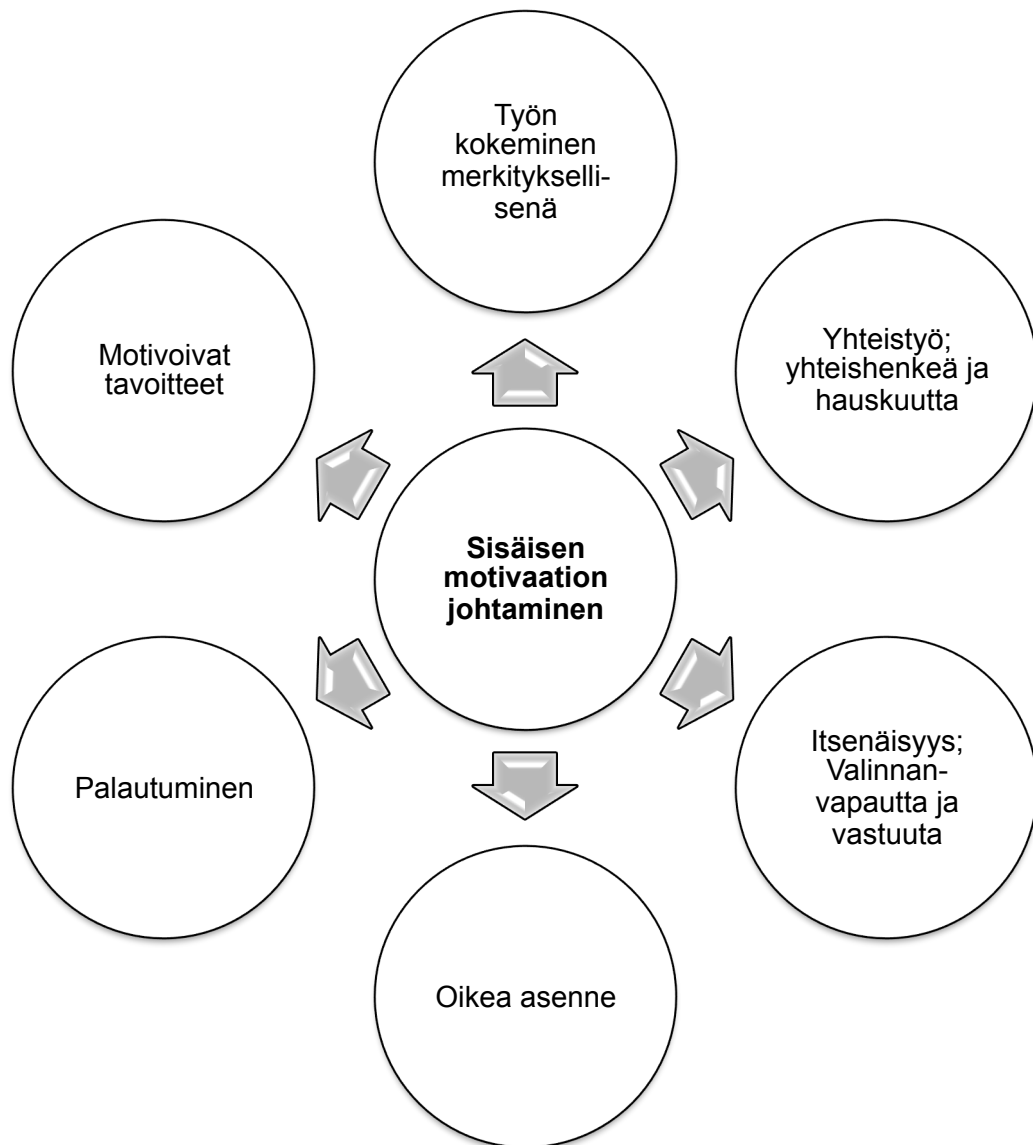 Työn
kokeminen
merkitykselli-
senä
Yhteistyö;
yhteishenkeä ja
hauskuutta
Motivoivat
tavoitteet
Sisäisen
motivaation
johtaminen
Itsenäisyys;
Valinnan-
vapautta ja
vastuuta
Palautuminen
Oikea asenne